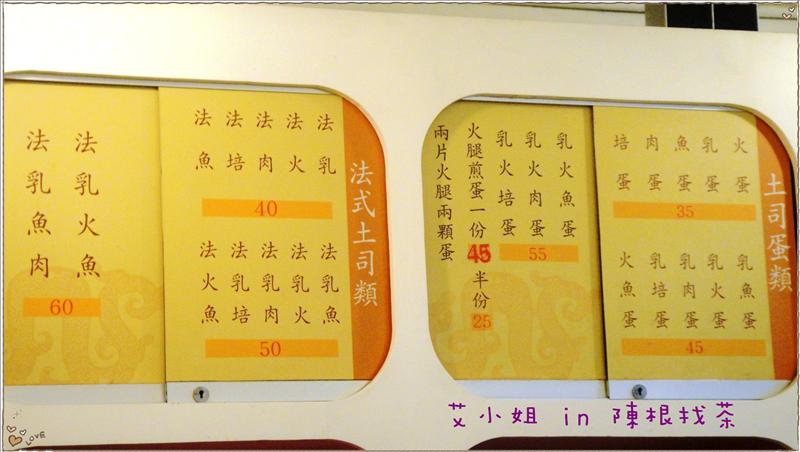 土司蛋類
火蛋
乳蛋
魚蛋
肉蛋
培蛋
35
乳魚蛋
乳火蛋
乳肉蛋
乳培蛋
火魚蛋
45
乳火魚蛋
乳火肉蛋
乳火培蛋
55
火腿煎蛋一份45 半份25
兩片火腿兩顆蛋
法式土司類
法乳
法火
法肉
法培
法魚
40
法乳魚
法乳火
法乳肉
法乳培
法火魚
50
法乳火魚
法乳魚肉
60
艾小姐 in 陳根找茶
LOVE